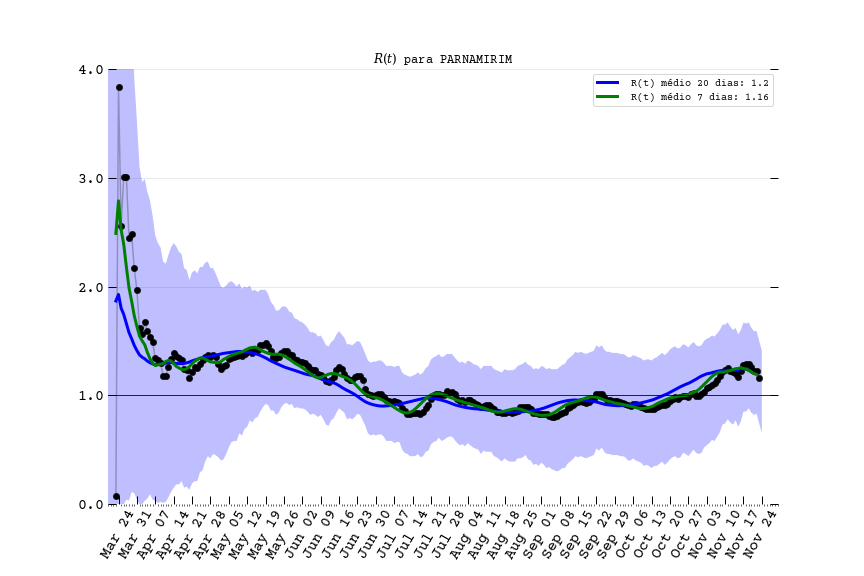 R(t) para PARNAMIRIM
R(t) médio 20 dias: 1.2
R(t) médio 7 dias: 1.16
4.0
3.0
2.0
1.0
0.0
Mar 24
Mar 31
Apr 07
Apr 14
Apr 21
Apr 28
May 05
May 12
May 19
May 26
Jun 02
Jun 09
Jun 16
Jun 23
Jun 30
Jul 07
Jul 14
Jul 21
Jul 28
Aug 04
Aug 11
Aug 18
Aug 25
Sep 01
Sep 08
Sep 15
Sep 22
Sep 29
Oct 06
Oct 13
Oct 20
Oct 27
Nov 03
Nov 10
Nov 17
Nov 24